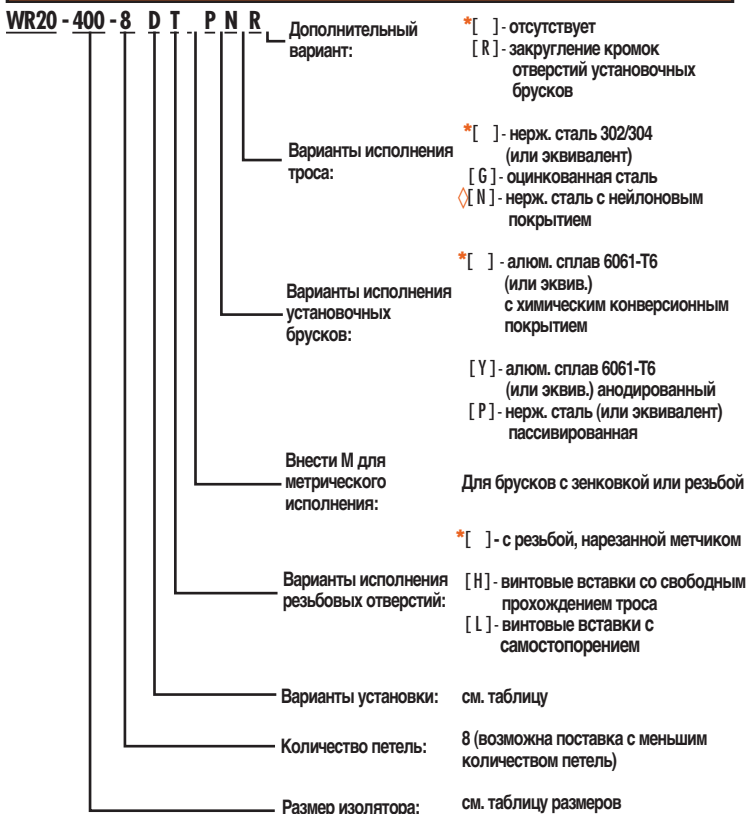 WR20 - 400 - 8 D T P N R
Дополнительный
вариант:
*[ ]- отсутствует
[ R ]- закругление кромок
отверстий установочных
брусков
Варианты исполнения
троса:
*[ ]- нерж. сталь 302/304
(или эквивалент)
[ G ]- оцинкованная сталь
◊[ N ]- нерж. сталь с нейлоновым
покрытием
Варианты исполнения
установочных
брусков:
*[ ] - алюм. сплав 6061-Т6
(или эквив.)
с химическим конверсионным
покрытием
[ Y ]- алюм. сплав 6061-Т6
(или эквив.) анодированный
[ P ]- нерж. сталь (или эквивалент)
пассивированная
Внести М для
метрического
исполнения:
Для брусков с зенковкой или резьбой
Варианты исполнения
резьбовых отверстий:
*[ ]- с резьбой, нарезанной метчиком
[ H ]- винтовые вставки со свободным
прохождением троса
[ L ]- винтовые вставки с
самостопорением
Варианты установки:
см. таблицу
Количество петель:
8 (возможна поставка с меньшим
количеством петель)
Размер изолятора:
см. таблицу размеров